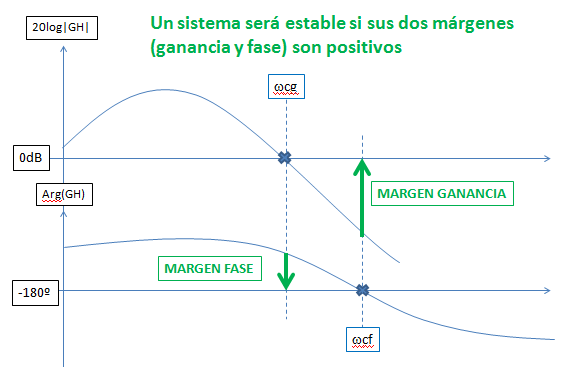 20log|GH|
Un sistema será estable si sus dos márgenes
(ganancia y fase) son positivos
ωcg
0dB
Arg(GH)
MARGEN GANANCIA
MARGEN FASE
-180º
ωcf